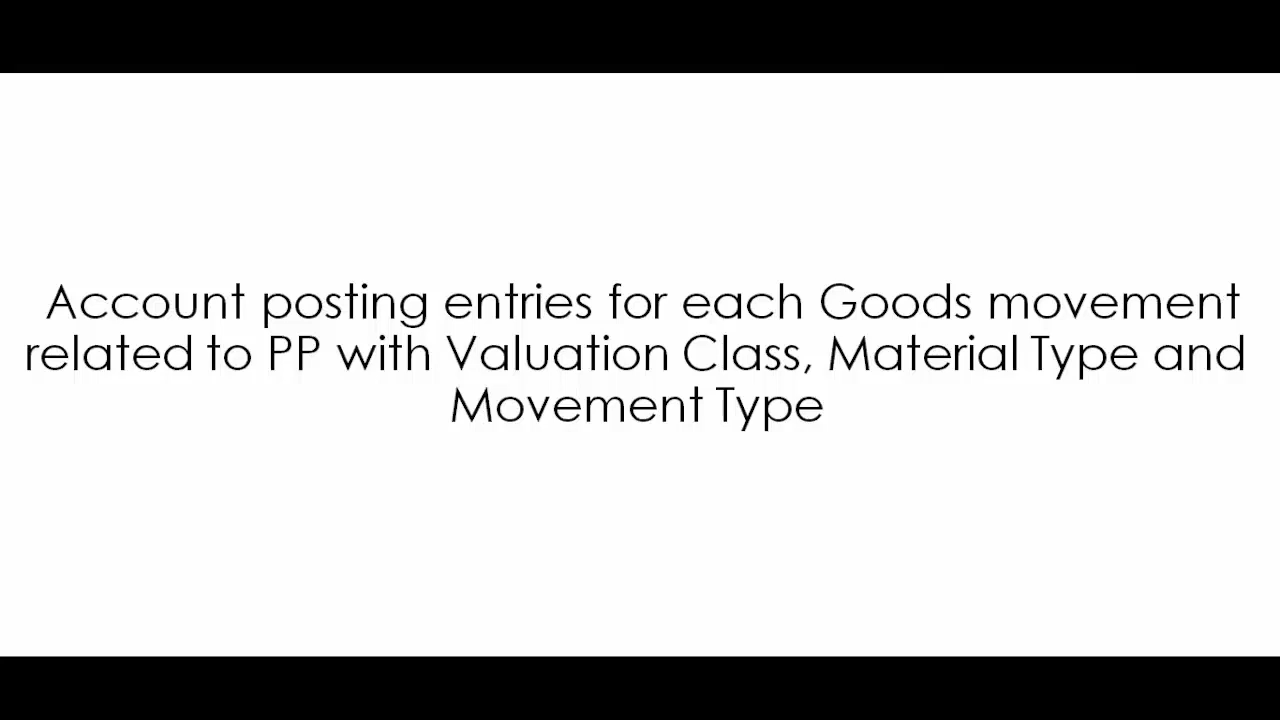 Account posting entries for each Goods movement
related to PP with Valuation Class, Material Type and
Movement Type